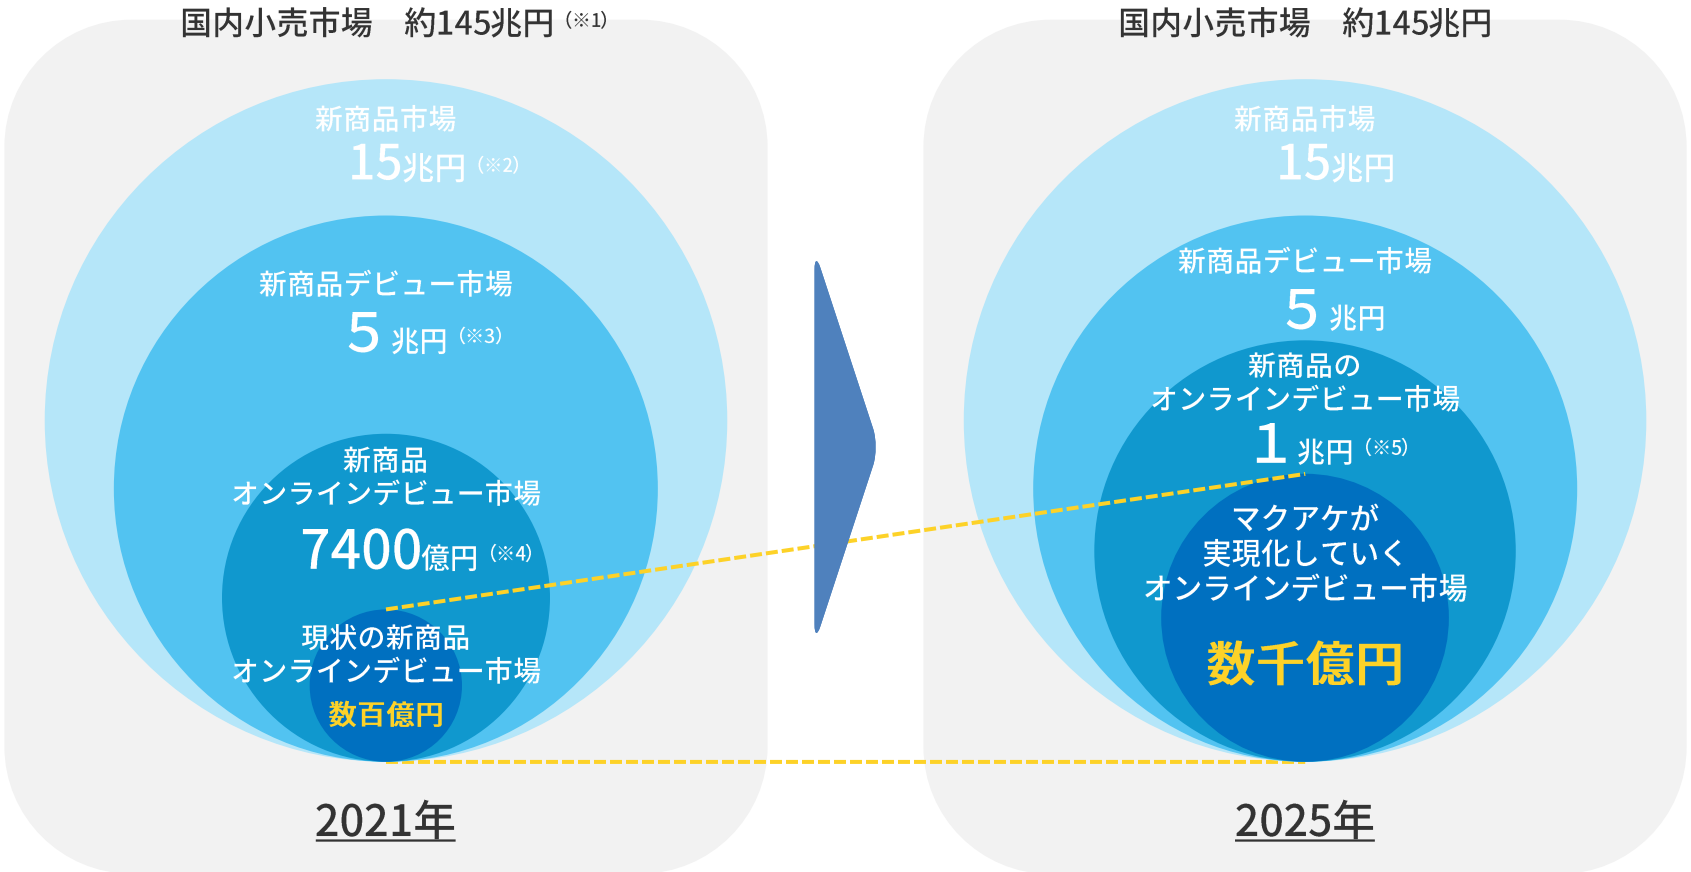 国内小売市場　約145兆円（※1）
新商品市場
15兆円（※2）
新商品デビュー市場
5 兆円（※3）
新商品
オンラインデビュー市場
7400億円（※4）
現状の新商品
オンラインデビュー市場
数百億円
2021年
国内小売市場　約145兆円
新商品市場
15兆円
新商品デビュー市場
5 兆円
新商品の
オンラインデビュー市場
1 兆円（※5）
マクアケが
実現化していく
オンラインデビュー市場
数千億円
2025年